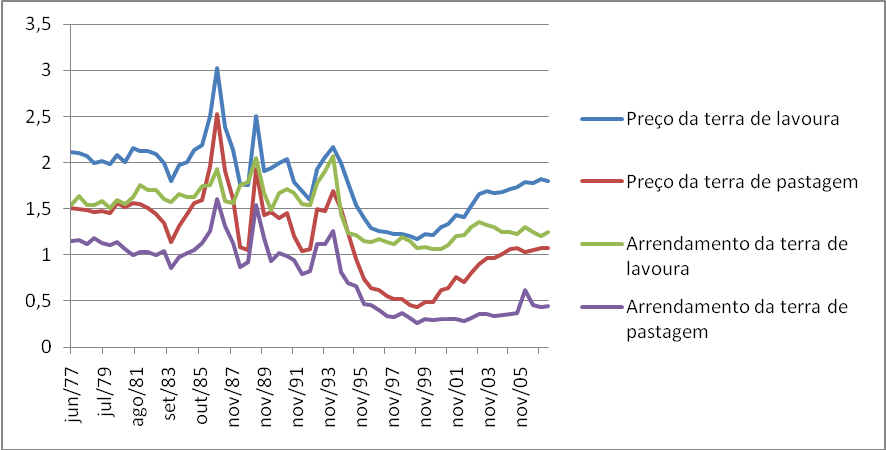 3,5
3
2,5
2
1,5
1
0,5
0
jun/77
jul/79
ago/81
set/83
out/85
nov/87
nov/89
nov/91
nov/93
nov/95
nov/97
nov/99
nov/01
nov/03
nov/05
Preço da terra de lavoura
Preço da terra de pastagem
Arrendamento da terra de
lavoura
Arrendamento da terra de
pastagem